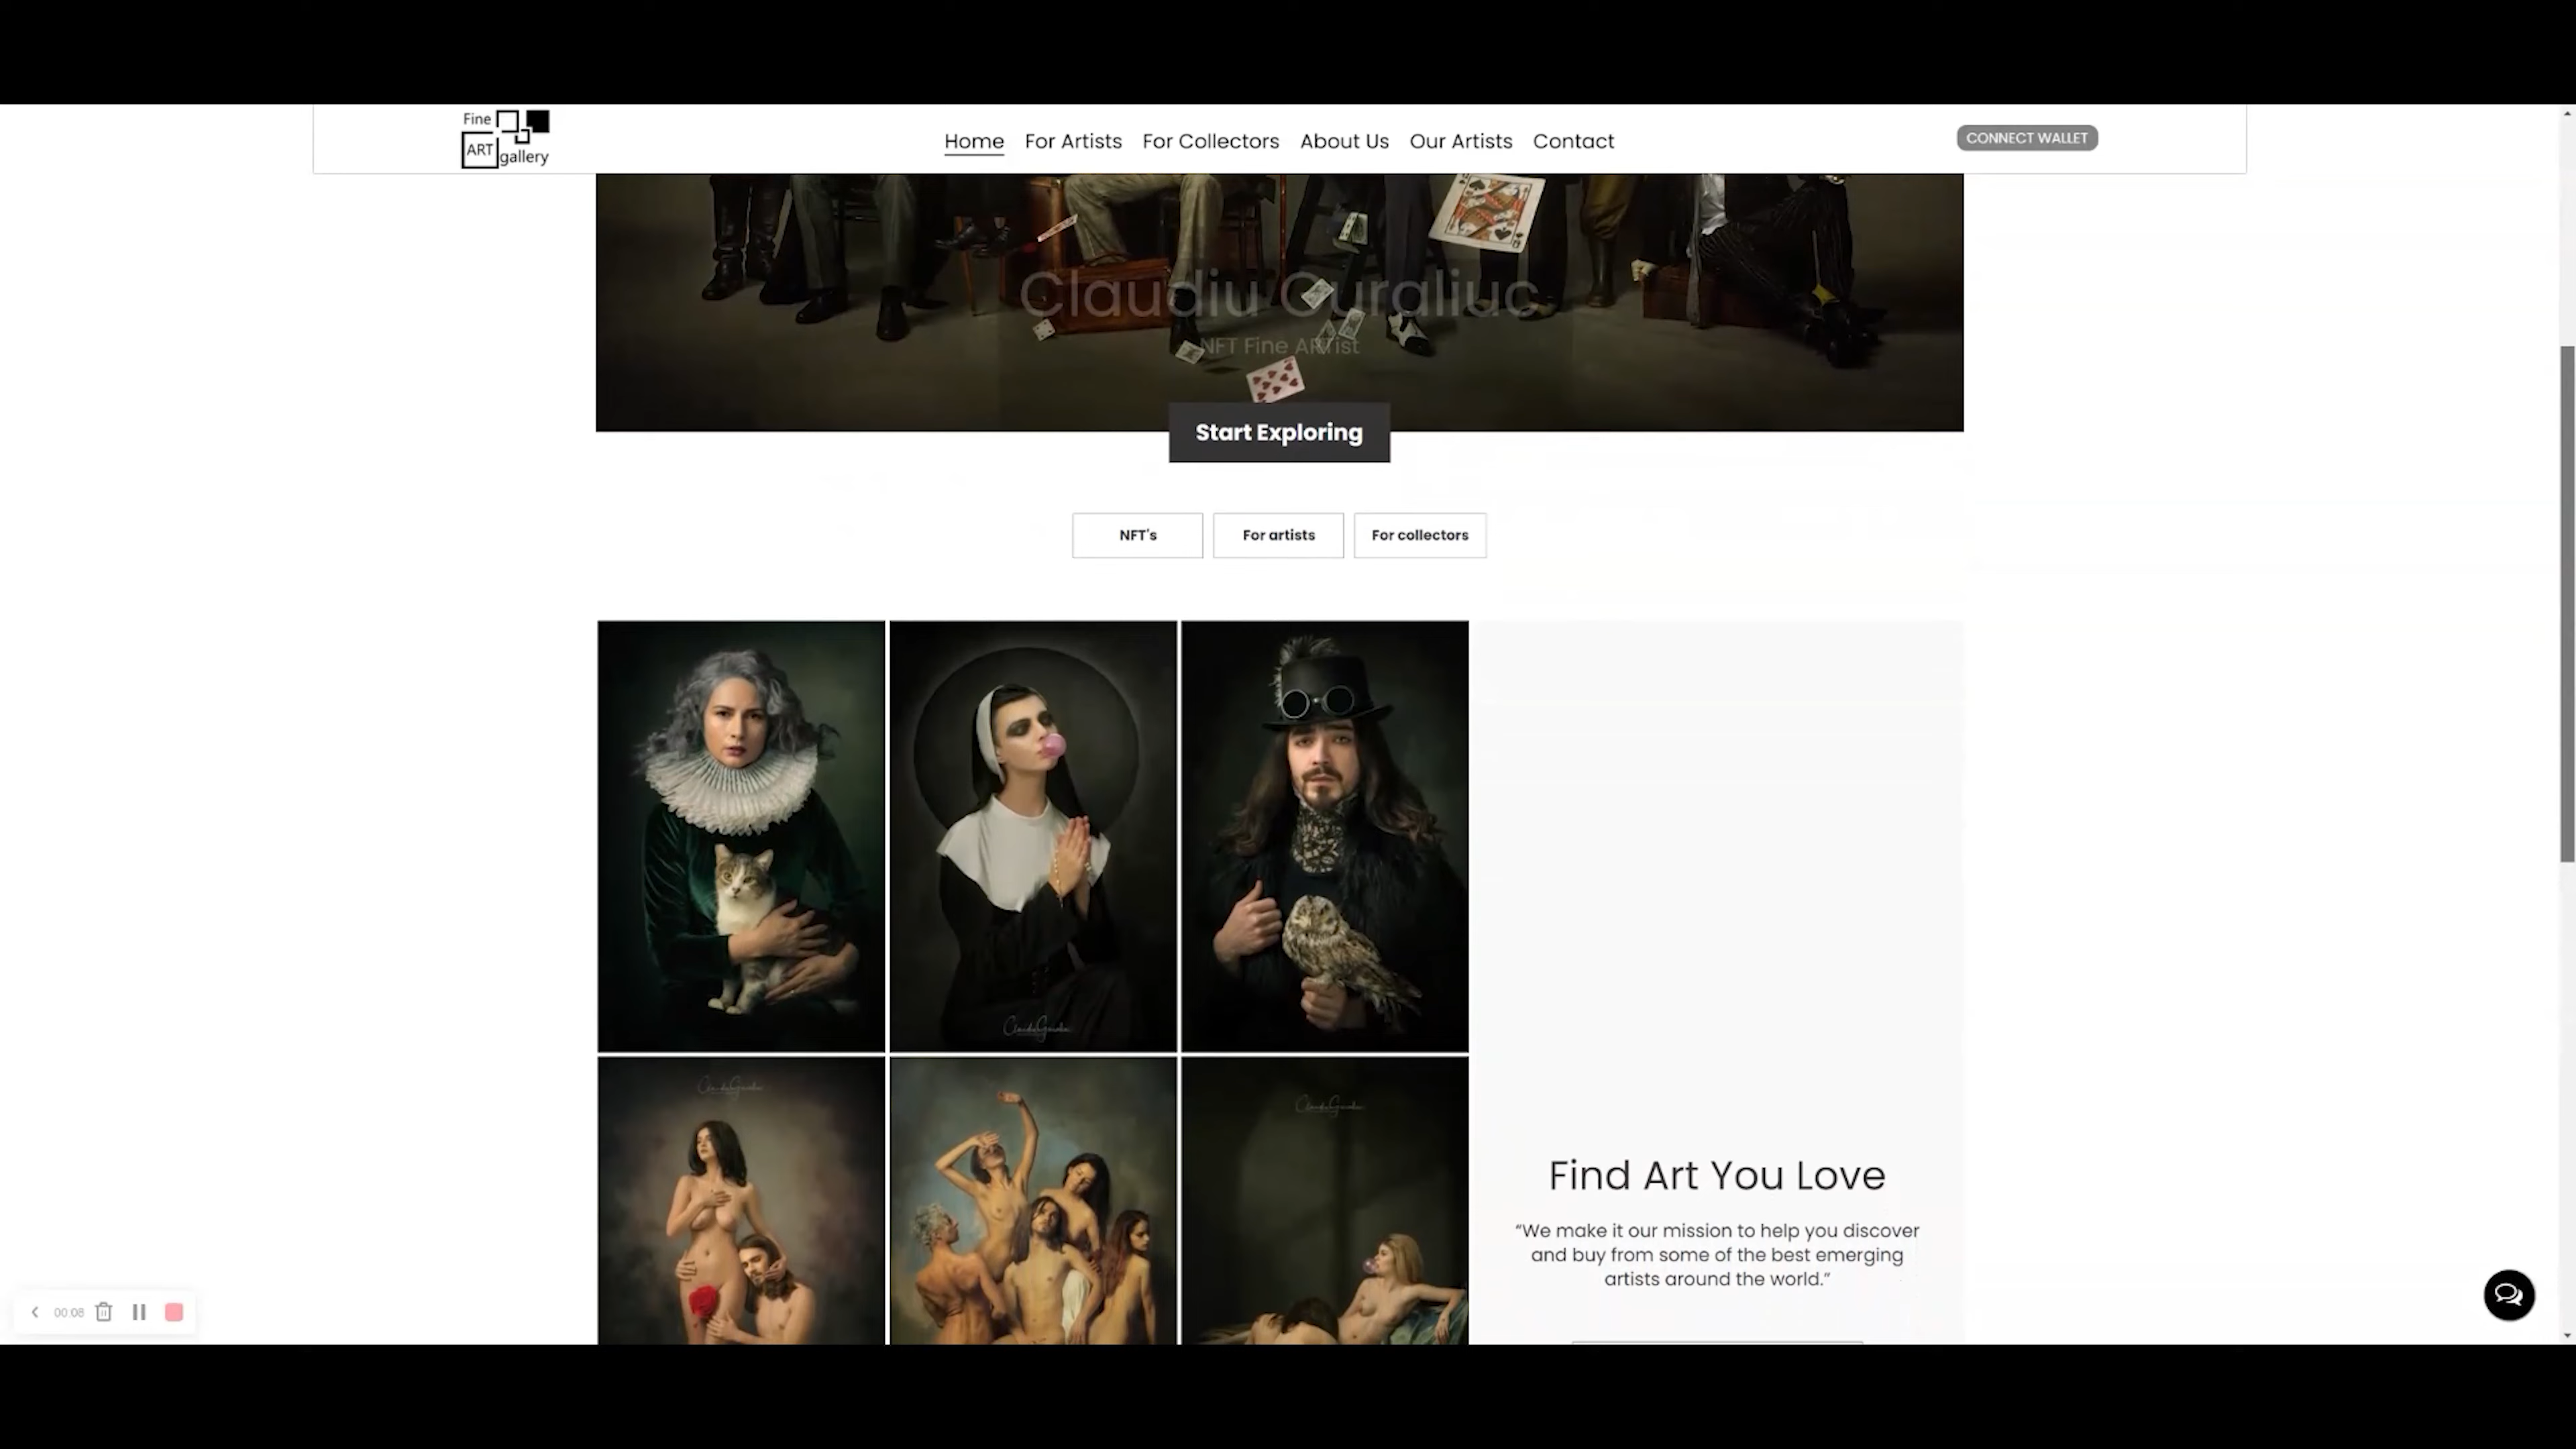 Fine
ART
gallery
Home
For Artists
For Collectors
About Us
Our Artists
Contact
CONNECT WALLET
Claudiu Guraliuc
NFT Fine ARTist
Start Exploring
NFT's
For artists
For collectors
Find Art You Love
“We make it our mission to help you discover
and buy from some of the best emerging
artists around the world.”
00:08